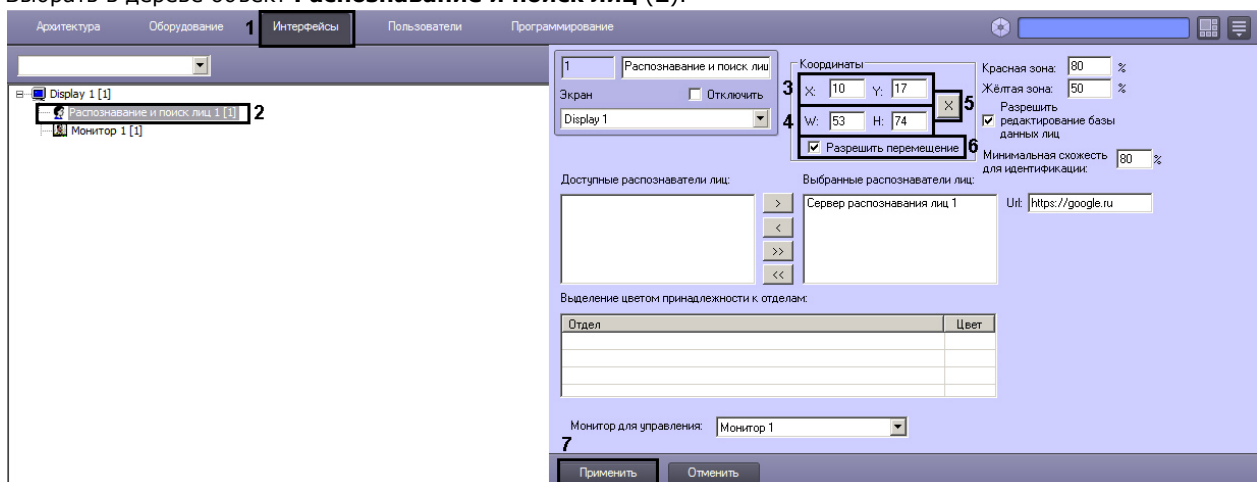 Выбрать в дереве объект Распознавание и поиск лиц (2).
Архитектура Оборудование 1 Интерфейсы Пользователи Программирование
1 Распознавание и поиск лиц
Координаты
Красная зона: 80 %
Display 1 [1]
Экран Отключить
3 X: 10 Y: 17
X 5
Жёлтая зона: 50 %
Распознавание и поиск лиц 1 [1] 2
Display 1
4 W: 53 H: 74
Разрешить
редактирование базы
данных лиц
Монитор 1 [1]
Разрешить перемещение 6
Минимальная схожесть 80 %
для идентификации:
Доступные распознаватели лиц:
Выбранные распознаватели лиц:
>
Сервер распознавания лиц 1
Url: https://google.ru
<
>>
<<
Выделение цветом принадлежности к отделам:
Отдел Цвет
Монитор для управления: Монитор 1
7
Применить Отменить